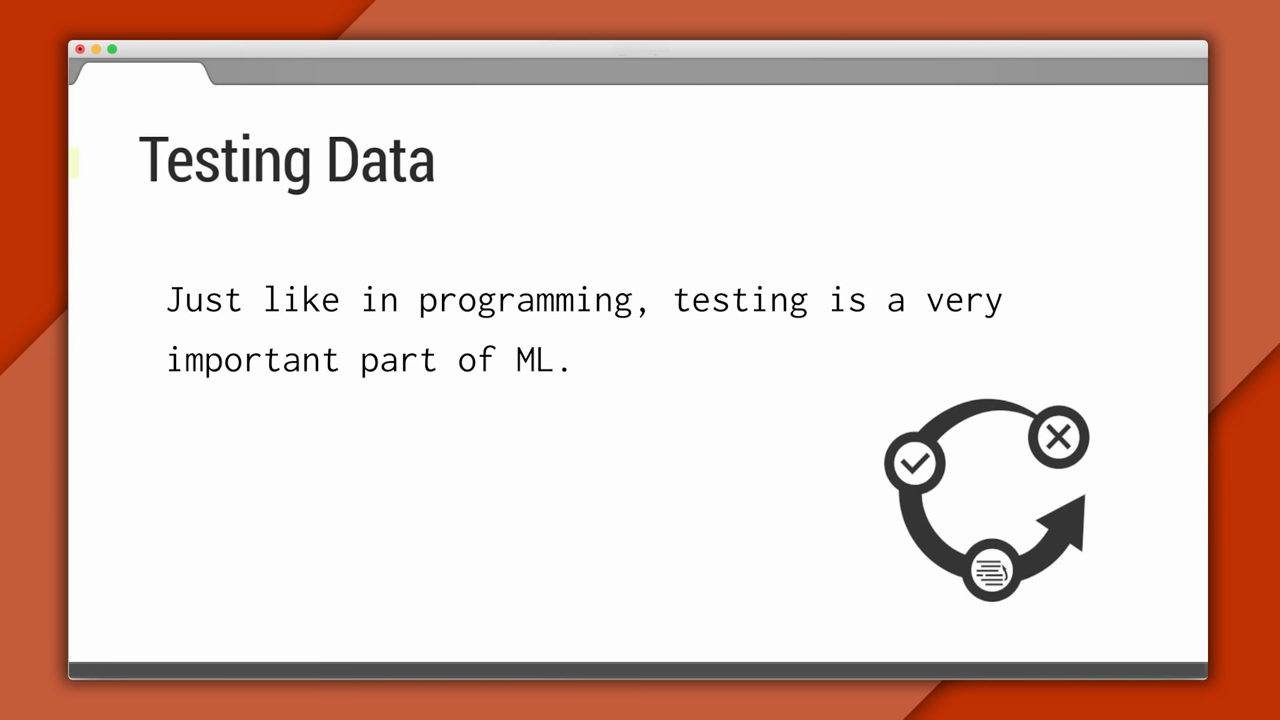 Testing Data
Just like in programming, testing is a very
important part of ML.